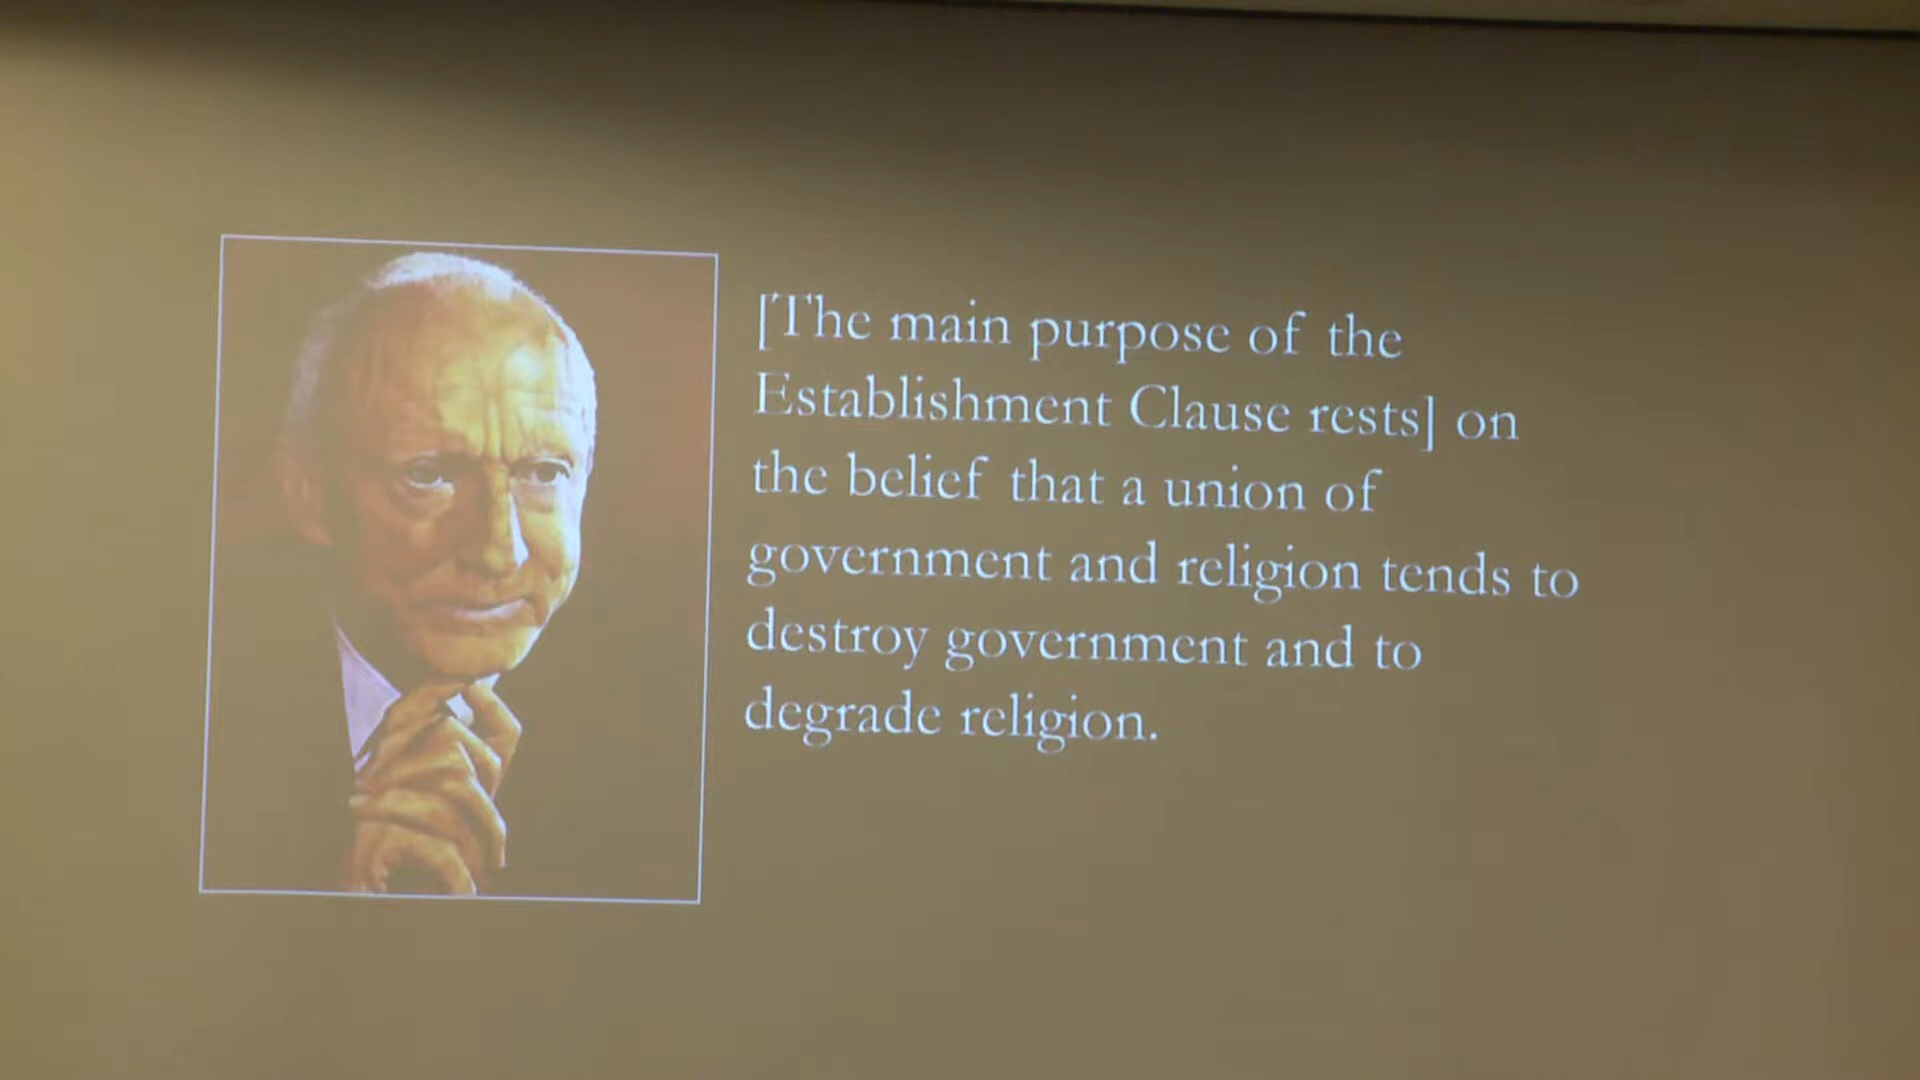 [The main purpose of the
Establishment Clause rests] on
the belief that a union of
government and religion tends to
destroy government and to
degrade religion.